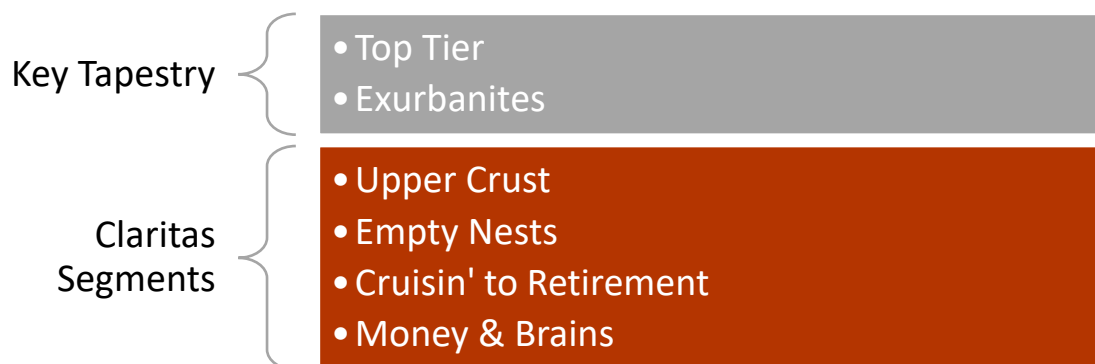 Key Tapestry
• Top Tier
• Exurbanites
Claritas
Segments
• Upper Crust
• Empty Nests
• Cruisin' to Retirement
• Money & Brains